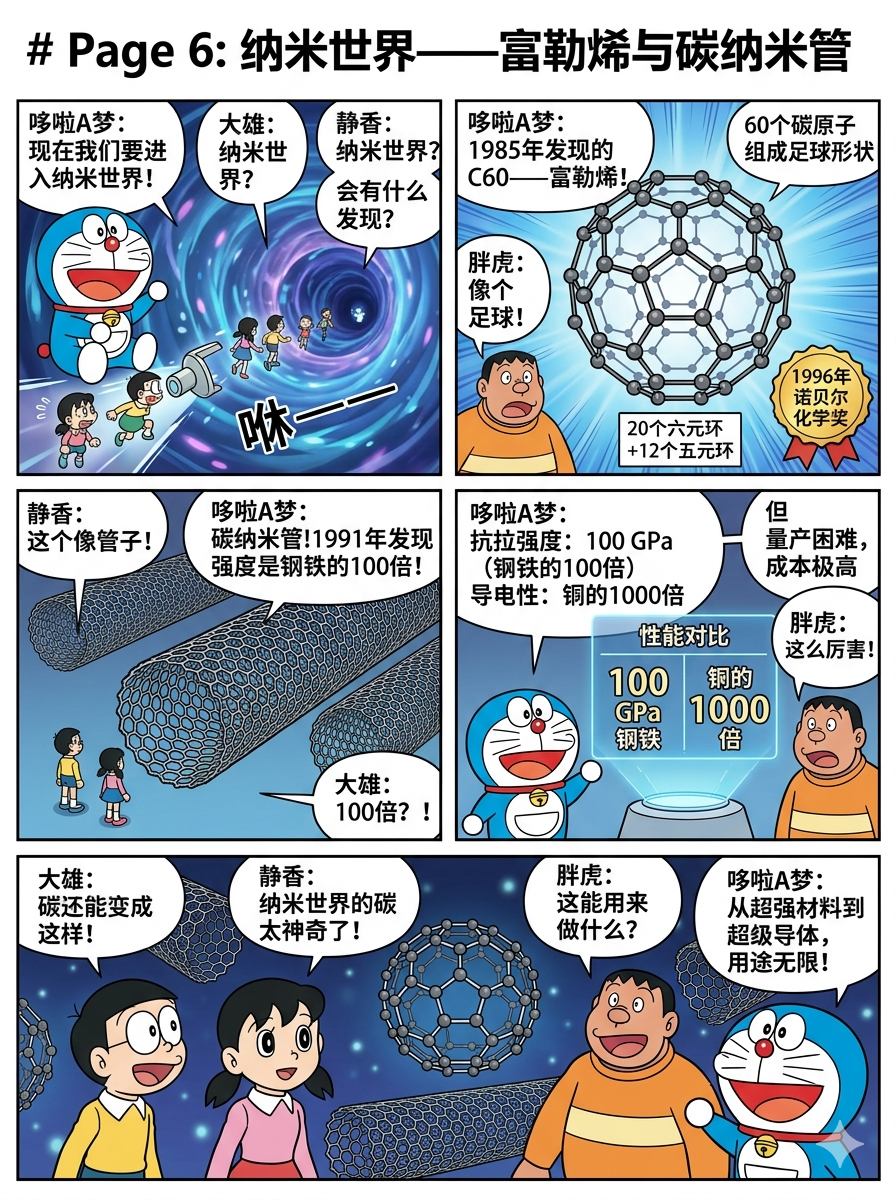 # Page 6: 纳米世界——富勒烯与碳纳米管
哆啦A梦：
现在我们要进
入纳米世界！
大雄：
纳米世
界？
静香：
纳米世界？
会有什么
发现？
咻——
哆啦A梦：
1985年发现的
C60——富勒烯！
60个碳原子
组成足球形状
胖虎：
像个
足球！
20个六元环
+12个五元环
1996年
诺贝尔
化学奖
静香：
这个像管子！
哆啦A梦：
碳纳米管！1991年发现
强度是钢铁的100倍！
大雄：
100倍？！
哆啦A梦：
抗拉强度：100 GPa
（钢铁的100倍）
导电性：铜的1000倍
但
量产困难，
成本极高
胖虎：
这么厉害！
性能对比
100
GPa
钢铁
铜的
1000
倍
大雄：
碳还能变成
这样！
静香：
纳米世界的碳
太神奇了！
胖虎：
这能用来
做什么？
哆啦A梦：
从超强材料到
超级导体，
用途无限！